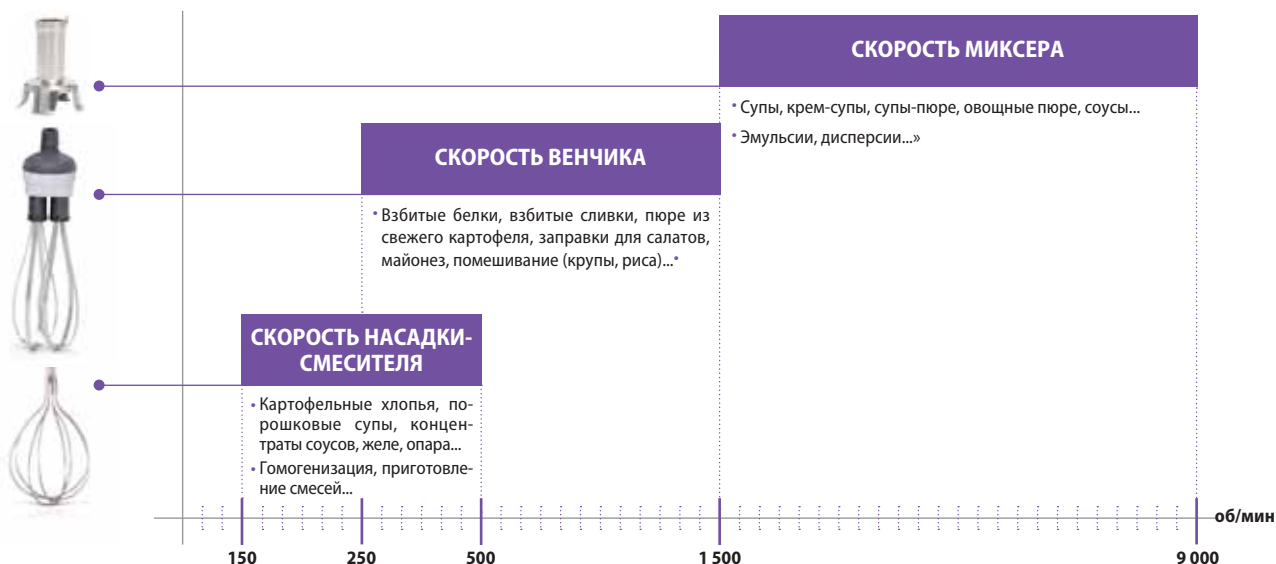 СКОРОСТЬ МИКСЕРА
• Супы, крем-супы, супы-пюре, овощные пюре, соусы...
• Эмульсии, дисперсии...»
СКОРОСТЬ ВЕНЧИКА
• Взбитые белки, взбитые сливки, пюре из
свежего картофеля, заправки для салатов,
майонез, помешивание (крупы, риса)...•
СКОРОСТЬ НАСАДКИ-
СМЕСИТЕЛЯ
• Картофельные хлопья, по-
рошковые супы, концен-
траты соусов, желе, опара...
• Гомогенизация, приготовле-
ние смесей...
об/мин
150 250 500 1 500 9 000